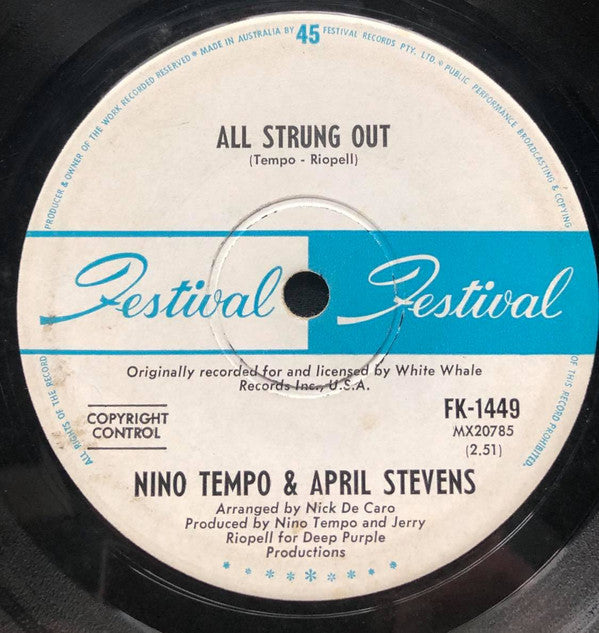 PRODUCER & OWNER OF THE WORK RECORDED RESERVED * MADE IN AUSTRALIA BY 45 FESTIVAL RECORDS PTY. LTD. * PUBLIC PERFORMANCE BROADCASTING & COPYING
ALL STRUNG OUT
(Tempo - Riopell)
Festival Festival
Originally recorded for and licensed by White Whale
Records Inc., U.S.A.
COPYRIGHT
CONTROL
FK-1449
MX20785
(2.51)
ALL RIGHTS OF THE RECORD
OF THIS RECORD PROHIBITED.
NINO TEMPO & APRIL STEVENS
Arranged by Nick De Caro
Produced by Nino Tempo and Jerry
Riopell for Deep Purple
Productions